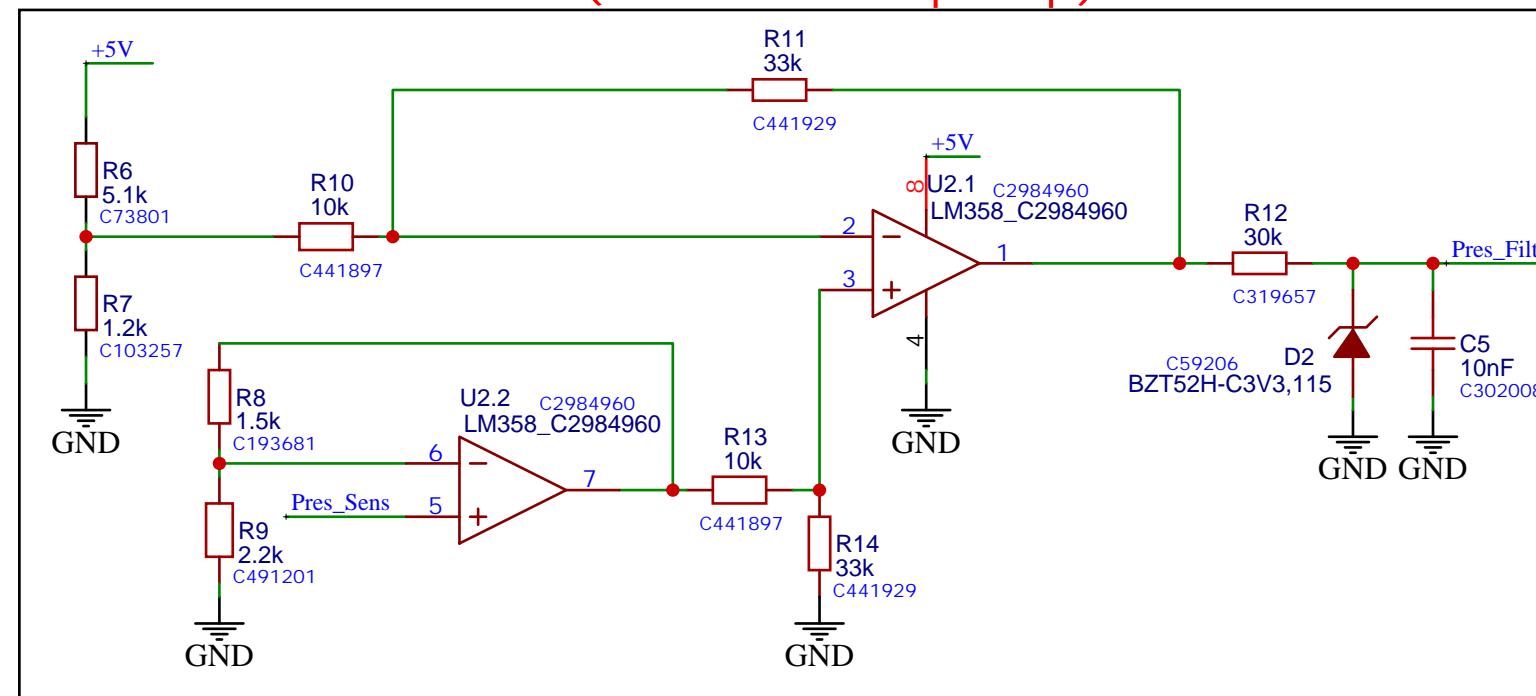 +5V
R11
33k
C441929
+5V
8
U2.1
C2984960
LM358_C2984960
R6
5.1k
C73801
R10
10k
C441897
2
3
1
4
GND
R12
30k
C319657
Pres_Filt
R7
1.2k
C103257
GND
C59206
D2
BZT52H-C3V3,115
C5
10nF
C302008
GND
GND
R8
1.5k
C193681
U2.2
C2984960
LM358_C2984960
6
Pres_Sens
5
7
R13
10k
C441897
R9
2.2k
C491201
GND
R14
33k
C441929
GND